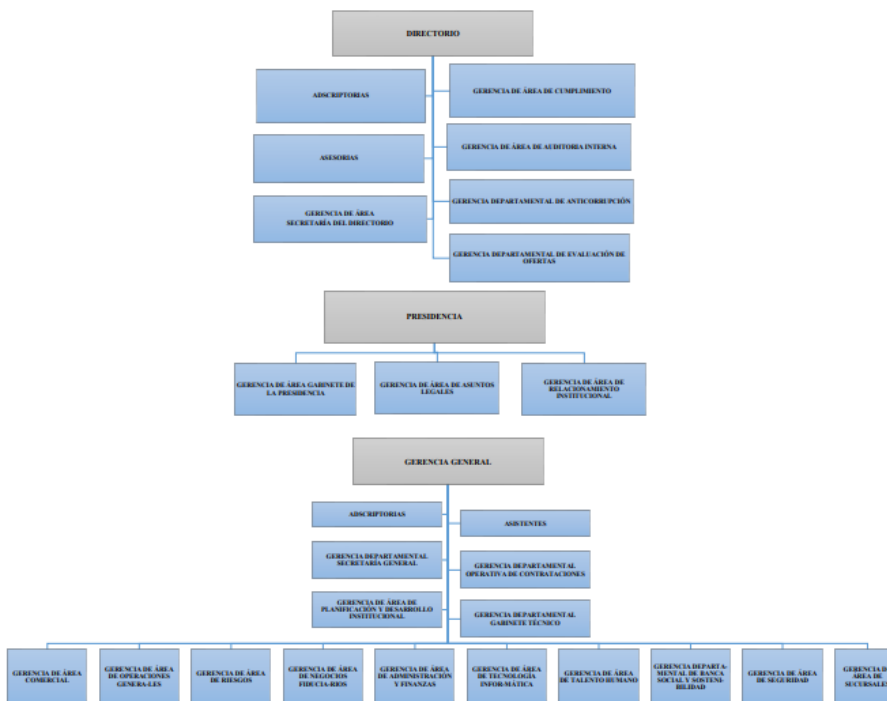 DIRECTORIO
ADSCRIPTORIAS
GERENCIA DE ÁREA DE CUMPLIMIENTO
ASESORIAS
GERENCIA DE ÁREA DE AUDITORIA INTERNA
GERENCIA DE ÁREA
SECRETARÍA DEL DIRECTORIO
GERENCIA DEPARTAMENTAL DE ANTICORRUPCIÓN
GERENCIA DEPARTAMENTAL DE EVALUACIÓN DE
OFERTAS
PRESIDENCIA
GERENCIA DE ÁREA GABINETE DE
LA PRESIDENCIA
GERENCIA DE ÁREA DE ASUNTOS
LEGALES
GERENCIA DE ÁREA DE
RELACIONAMIENTO
INSTITUCIONAL
GERENCIA GENERAL
ADSCRIPTORIAS
ASISTENTES
GERENCIA DEPARTAMENTAL
SECRETARÍA GENERAL
GERENCIA DEPARTAMENTAL
OPERATIVA DE CONTRATACIONES
GERENCIA DE ÁREA DE
PLANIFICACIÓN Y DESARROLLO
INSTITUCIONAL
GERENCIA DEPARTAMENTAL
GABINETE TÉCNICO
GERENCIA DE ÁREA
COMERCIAL
GERENCIA DE ÁREA
DE OPERACIONES
GENERA-LES
GERENCIA DE ÁREA
DE RIESGOS
GERENCIA DE ÁREA
DE NEGOCIOS
FIDUCIA-RIOS
GERENCIA DE ÁREA
DE ADMINISTRACIÓN
Y FINANZAS
GERENCIA DE ÁREA
DE TECNOLOGÍA
INFOR-MÁTICA
GERENCIA DE ÁREA
DE TALENTO HUMANO
GERENCIA DEPARTA-
MENTAL DE BANCA
SOCIAL Y SOSTENI-
BILIDAD
GERENCIA DE ÁREA
DE SEGURIDAD
GERENCIA DE
ÁREA DE
SUCURSALES